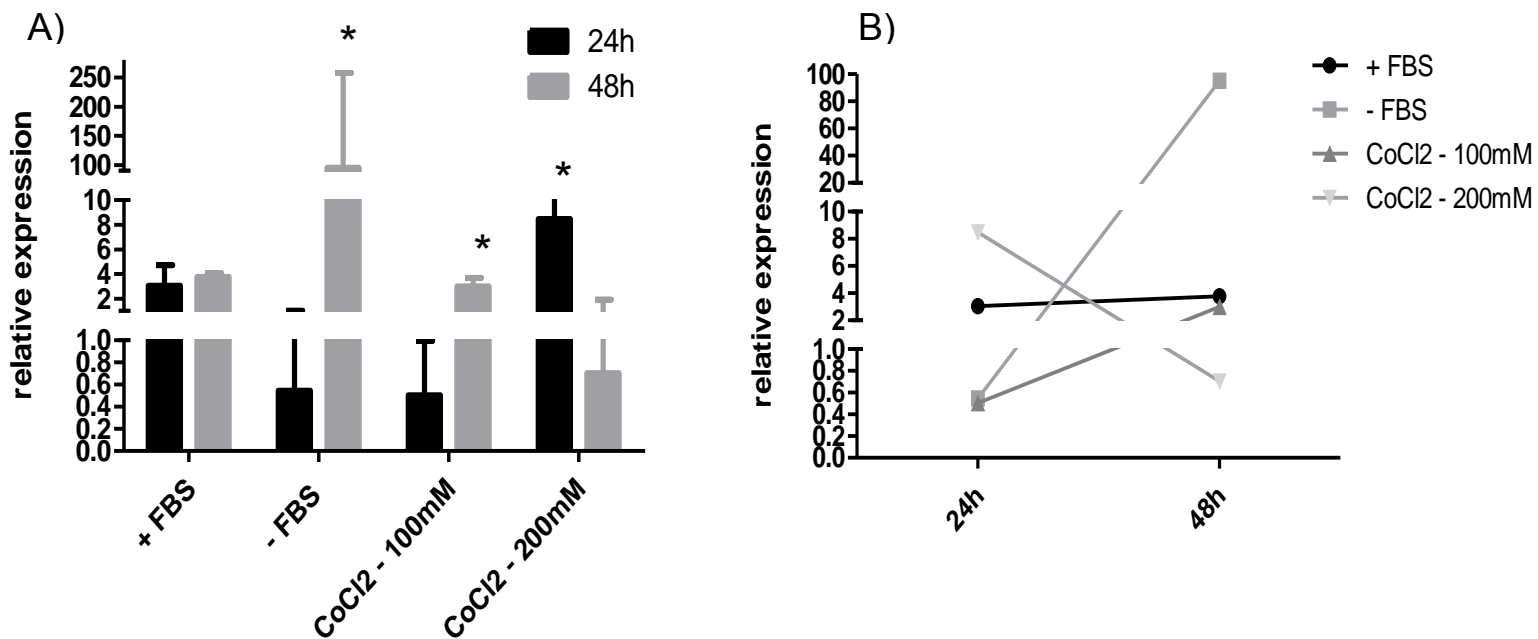 A)
relative expression
250
200
150
100
10
8
6
4
2
1.0
0.8
0.6
0.4
0.2
0.0
*
*
*
24h
48h
+ FBS
- FBS
CoCl2 - 100mM
CoCl2 - 200mM
B)
relative expression
100
80
60
40
20
10
8
6
4
2
1.0
0.8
0.6
0.4
0.2
0.0
24h
48h
+ FBS
- FBS
CoCl2 - 100mM
CoCl2 - 200mM